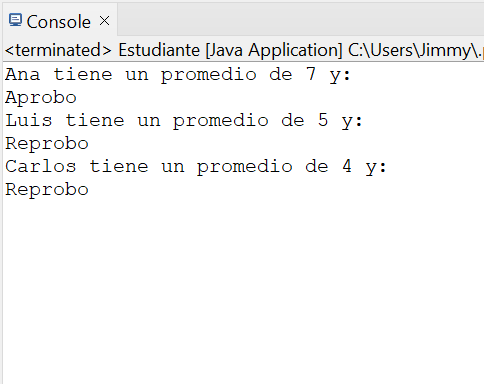 Console
<terminated> Estudiante [Java Application] C:\Users\Jimmy\.
Ana tiene un promedio de 7 y:
Aprobo
Luis tiene un promedio de 5 y:
Reprobo
Carlos tiene un promedio de 4 y:
Reprobo